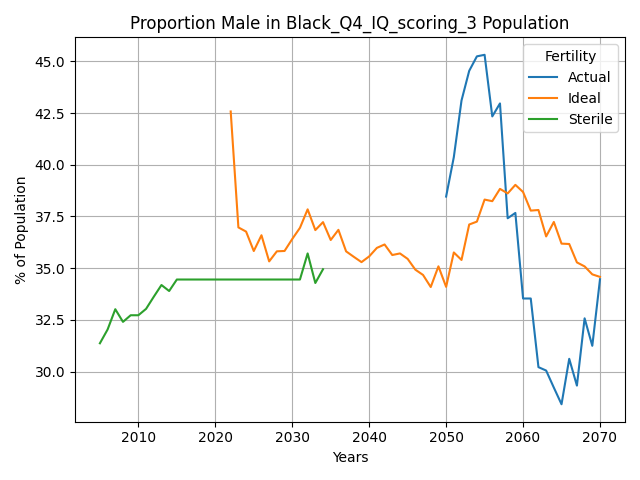 Proportion Male in Black_Q4_IQ_scoring_3 Population
% of Population
45.0
42.5
40.0
37.5
35.0
32.5
30.0
Fertility
Actual
Ideal
Sterile
2010
2020
2030
2040
2050
2060
2070
Years